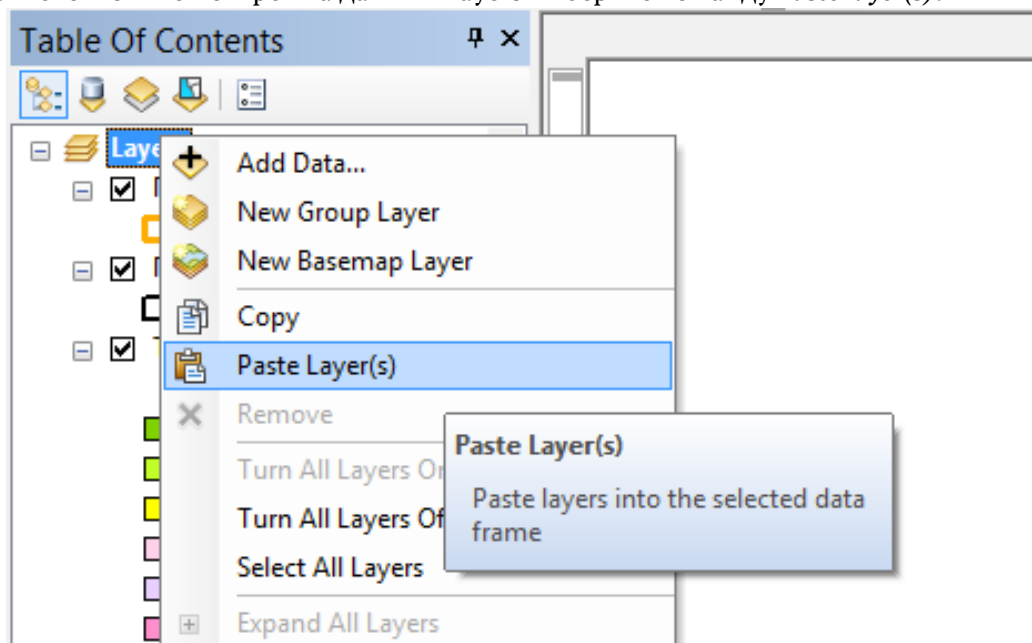 Table Of Contents
Laye
Add Data...
New Group Layer
New Basemap Layer
Copy
Paste Layer(s)
Remove
Paste Layer(s)
Turn All Layers On
Paste layers into the selected data
frame
Turn All Layers Of
Select All Layers
Expand All Layers